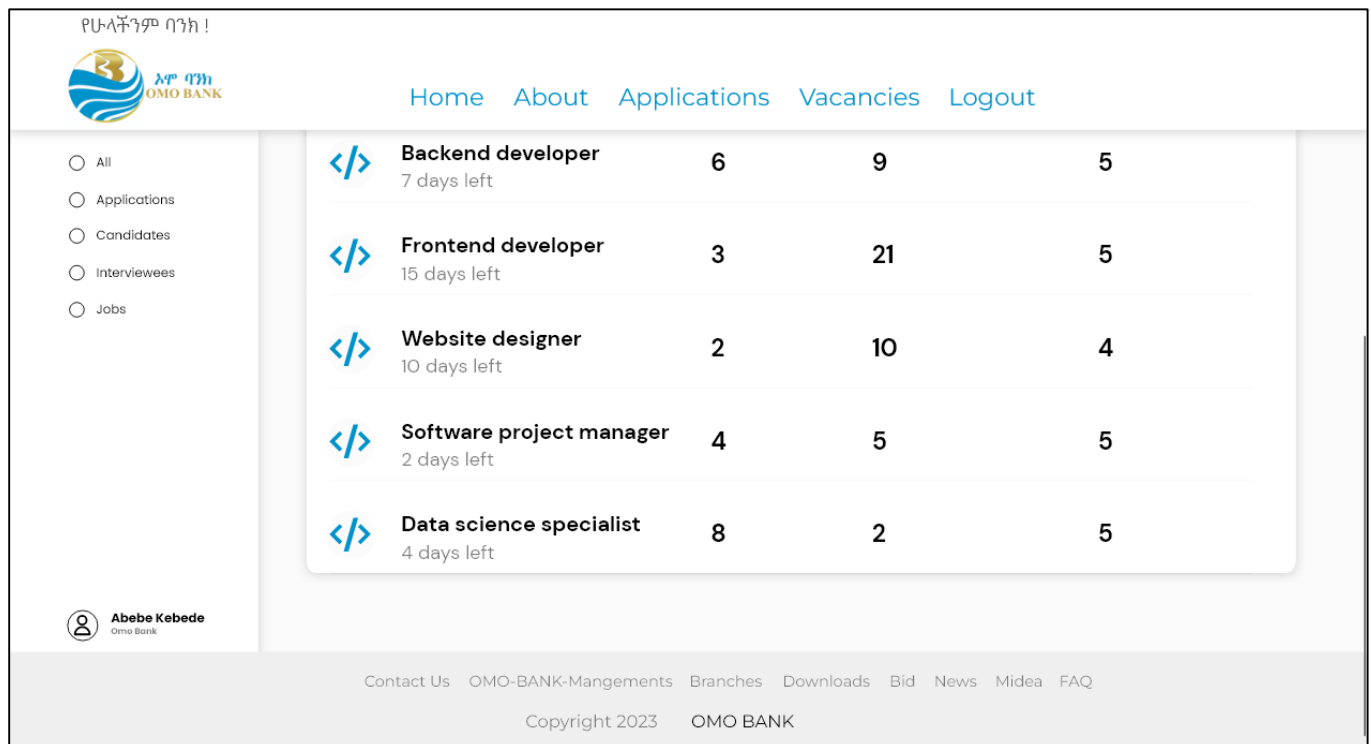 የሁላችንም ባንክ !
ኦሞ ባንክ
OMO BANK
Home About Applications Vacancies Logout
All
Applications
Candidates
Interviewees
Jobs
Backend developer 6 9 5
7 days left
Frontend developer 3 21 5
15 days left
Website designer 2 10 4
10 days left
Software project manager 4 5 5
2 days left
Data science specialist 8 2 5
4 days left
Abebe Kebede
Omo Bank
Contact Us OMO-BANK-Mangements Branches Downloads Bid News Midea FAQ
Copyright 2023 OMO BANK